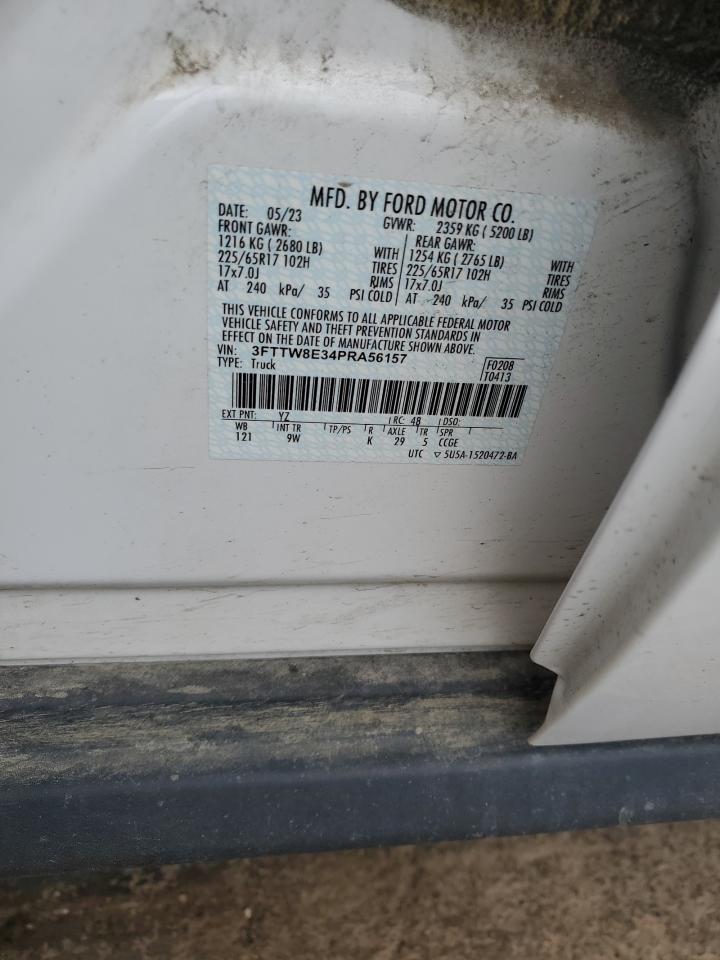 MFD. BY FORD MOTOR CO.
DATE: 05/23 GVWR: 2359 KG ( 5200 LB)
FRONT GAWR: REAR GAWR:
1216 KG ( 2680 LB) WITH 1254 KG ( 2765 LB) WITH
225/65R17 102H TIRES 225/65R17 102H TIRES
17x7.0J RIMS 17x7.0J RIMS
AT 240 kPa/ 35 PSI COLD AT 240 kPa/ 35 PSI COLD
THIS VEHICLE CONFORMS TO ALL APPLICABLE FEDERAL MOTOR
VEHICLE SAFETY AND THEFT PREVENTION STANDARDS IN
EFFECT ON THE DATE OF MANUFACTURE SHOWN ABOVE.
VIN: 3FTTW8E34PRA56157 F0208
TYPE: Truck T0413
EXT PNT: YZ RC: 48 DSO:
WB INT TR TP/PS R AXLE TR SPR
121 9W K 29 5 CCGE
UTC ▽ 5U5A-1520472-BA